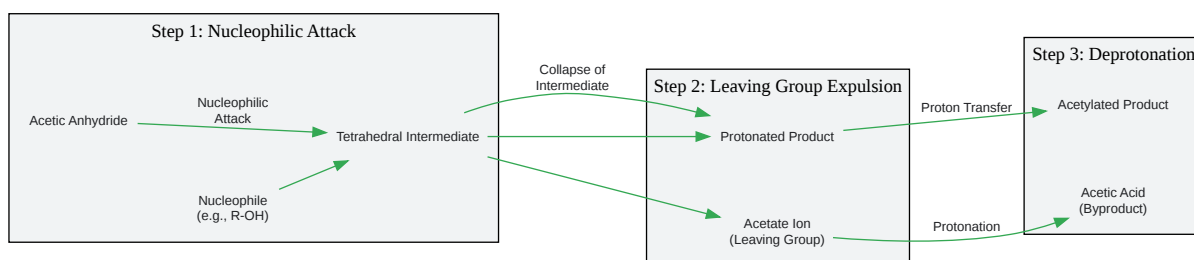 Step 1: Nucleophilic Attack
Acetic Anhydride
Nucleophilic
Attack
Tetrahedral Intermediate
Nucleophile
(e.g., R-OH)
Collapse of
Intermediate
Step 2: Leaving Group Expulsion
Protonated Product
Acetate Ion
(Leaving Group)
Proton Transfer
Protonation
Step 3: Deprotonation
Acetylated Product
Acetic Acid
(Byproduct)